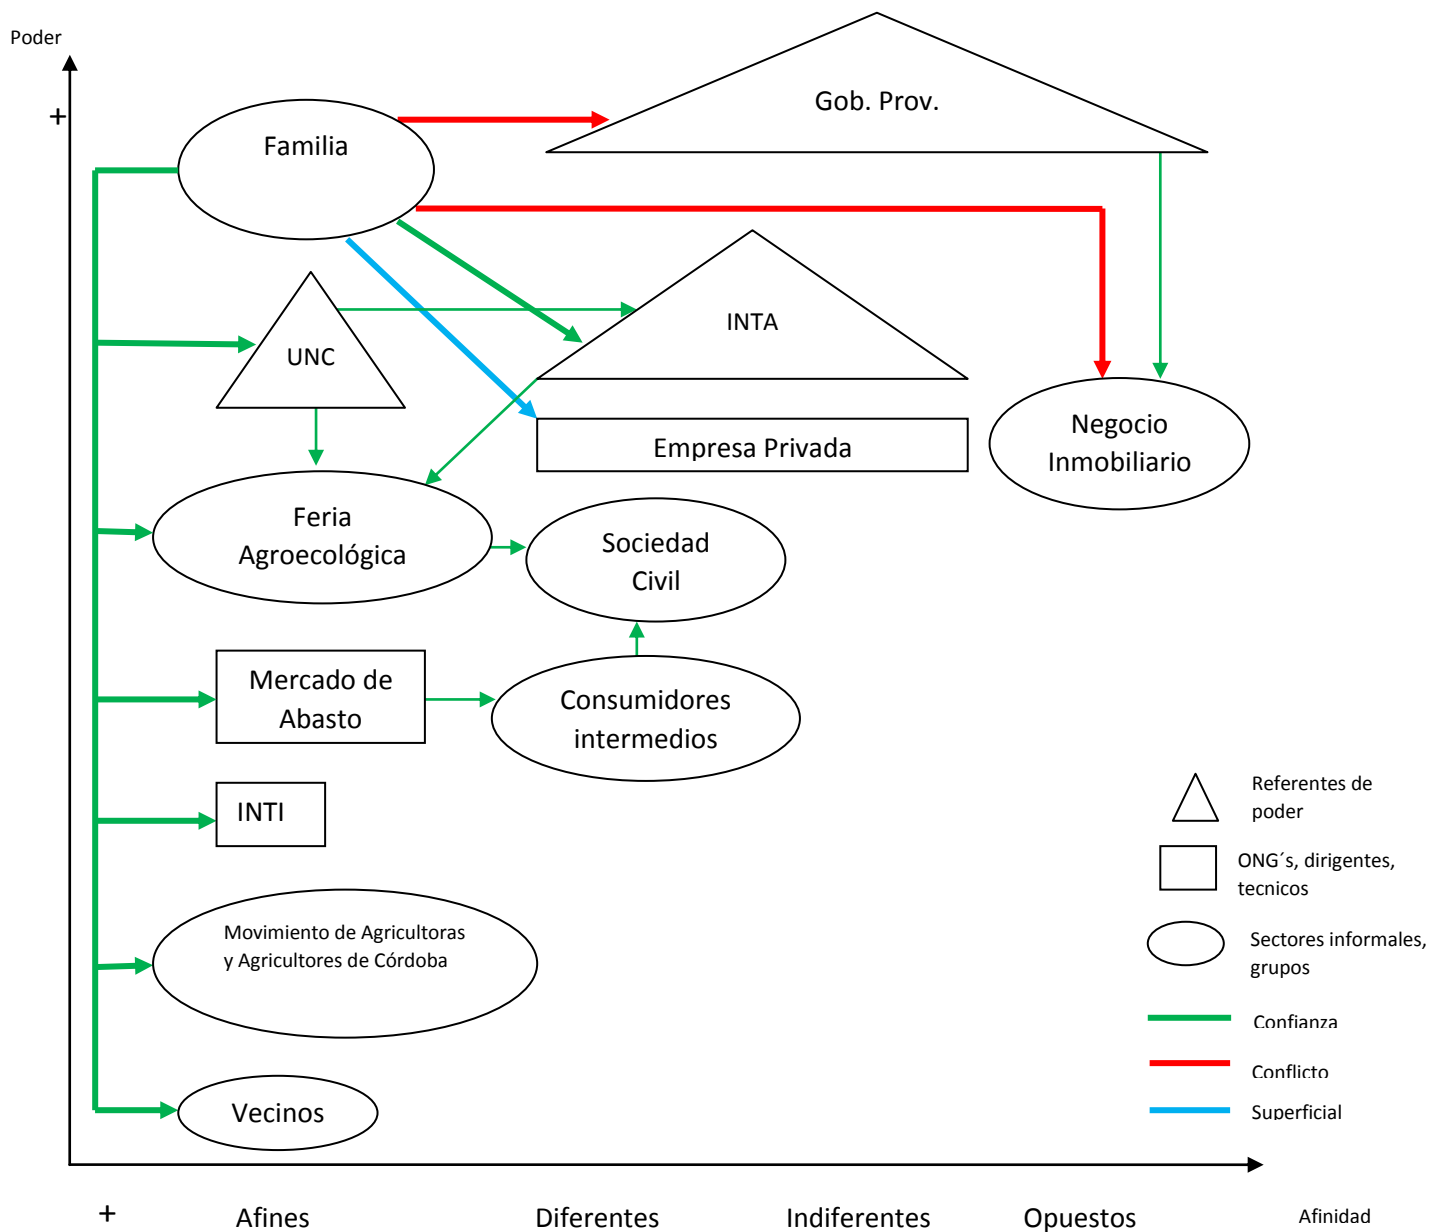 Poder
+
Gob. Prov.
Familia
INTA
UNC
Empresa Privada
Negocio
Inmobiliario
Feria
Agroecológica
Sociedad
Civil
Mercado de
Abasto
Consumidores
intermedios
INTI
Movimiento de Agricultoras
y Agricultores de Córdoba
Vecinos
Referentes de
poder
ONG´s, dirigentes,
tecnicos
Sectores informales,
grupos
Confianza
Conflicto
Superficial
+
Afines
Diferentes
Indiferentes
Opuestos
Afinidad